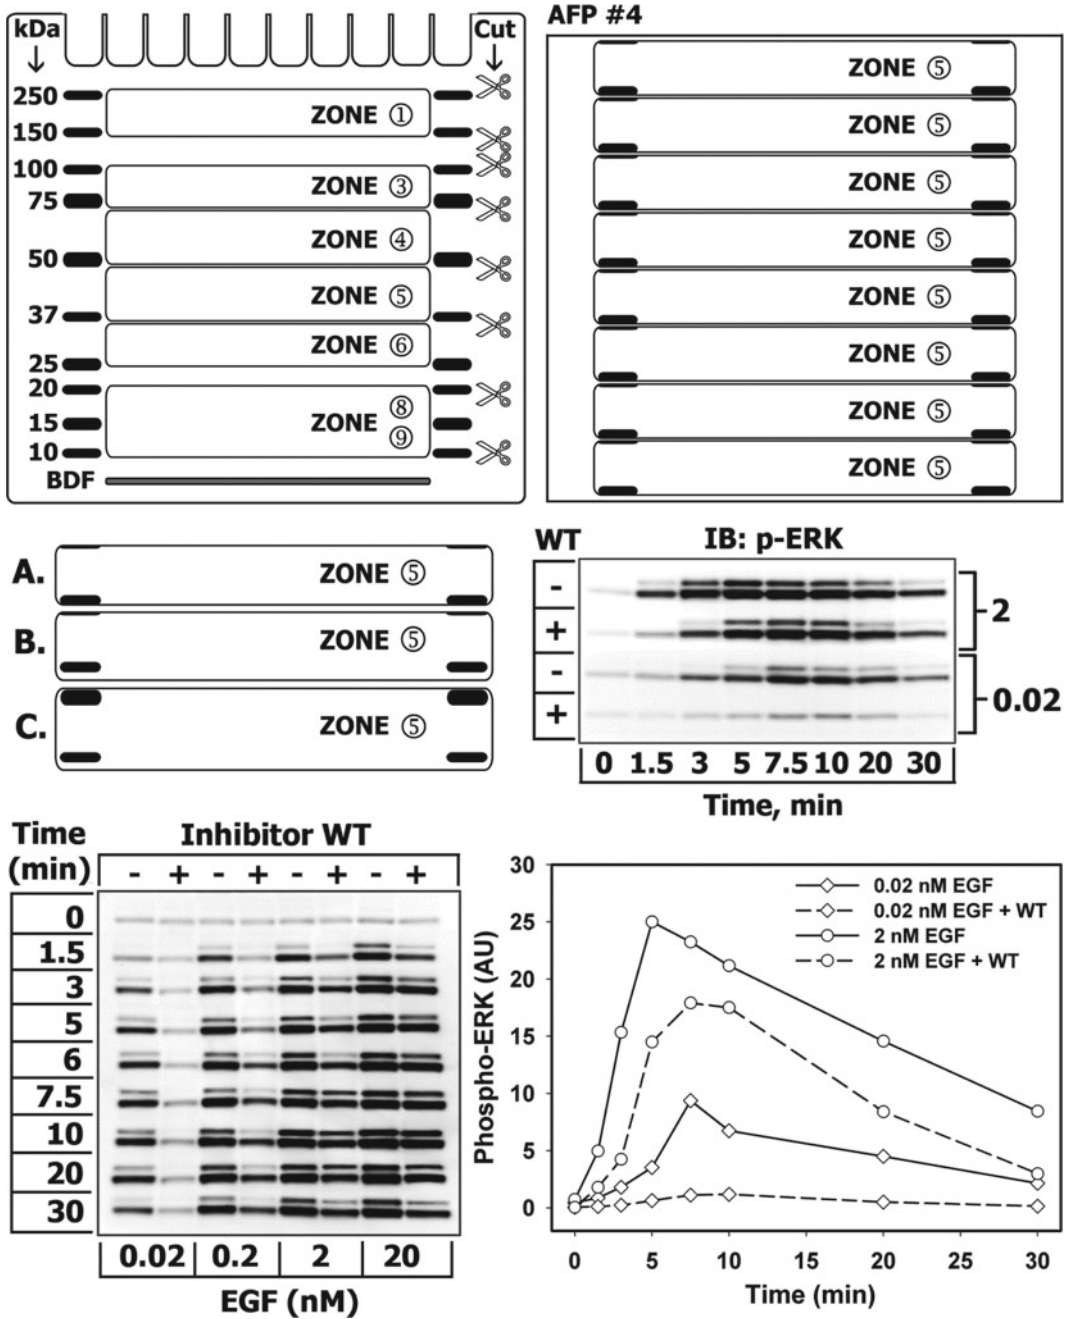 kDa
Cut
250
150
100
75
50
37
25
20
15
10
BDF
ZONE ①
ZONE ③
ZONE ④
ZONE ⑤
ZONE ⑥
ZONE ⑧
⑨
AFP #4
ZONE ⑤
ZONE ⑤
ZONE ⑤
ZONE ⑤
ZONE ⑤
ZONE ⑤
ZONE ⑤
ZONE ⑤
A. ZONE ⑤
B. ZONE ⑤
C. ZONE ⑤
WT IB: p-ERK
-
+
-
+
2
0.02
0 1.5 3 5 7.5 10 20 30
Time, min
Time Inhibitor WT
(min) - + - + - + - +
0
1.5
3
5
6
7.5
10
20
30
0.02 0.2 2 20
EGF (nM)
30
25
20
15
10
5
0
Phospho-ERK (AU)
0.02 nM EGF
0.02 nM EGF + WT
2 nM EGF
2 nM EGF + WT
0 5 10 15 20 25 30
Time (min)